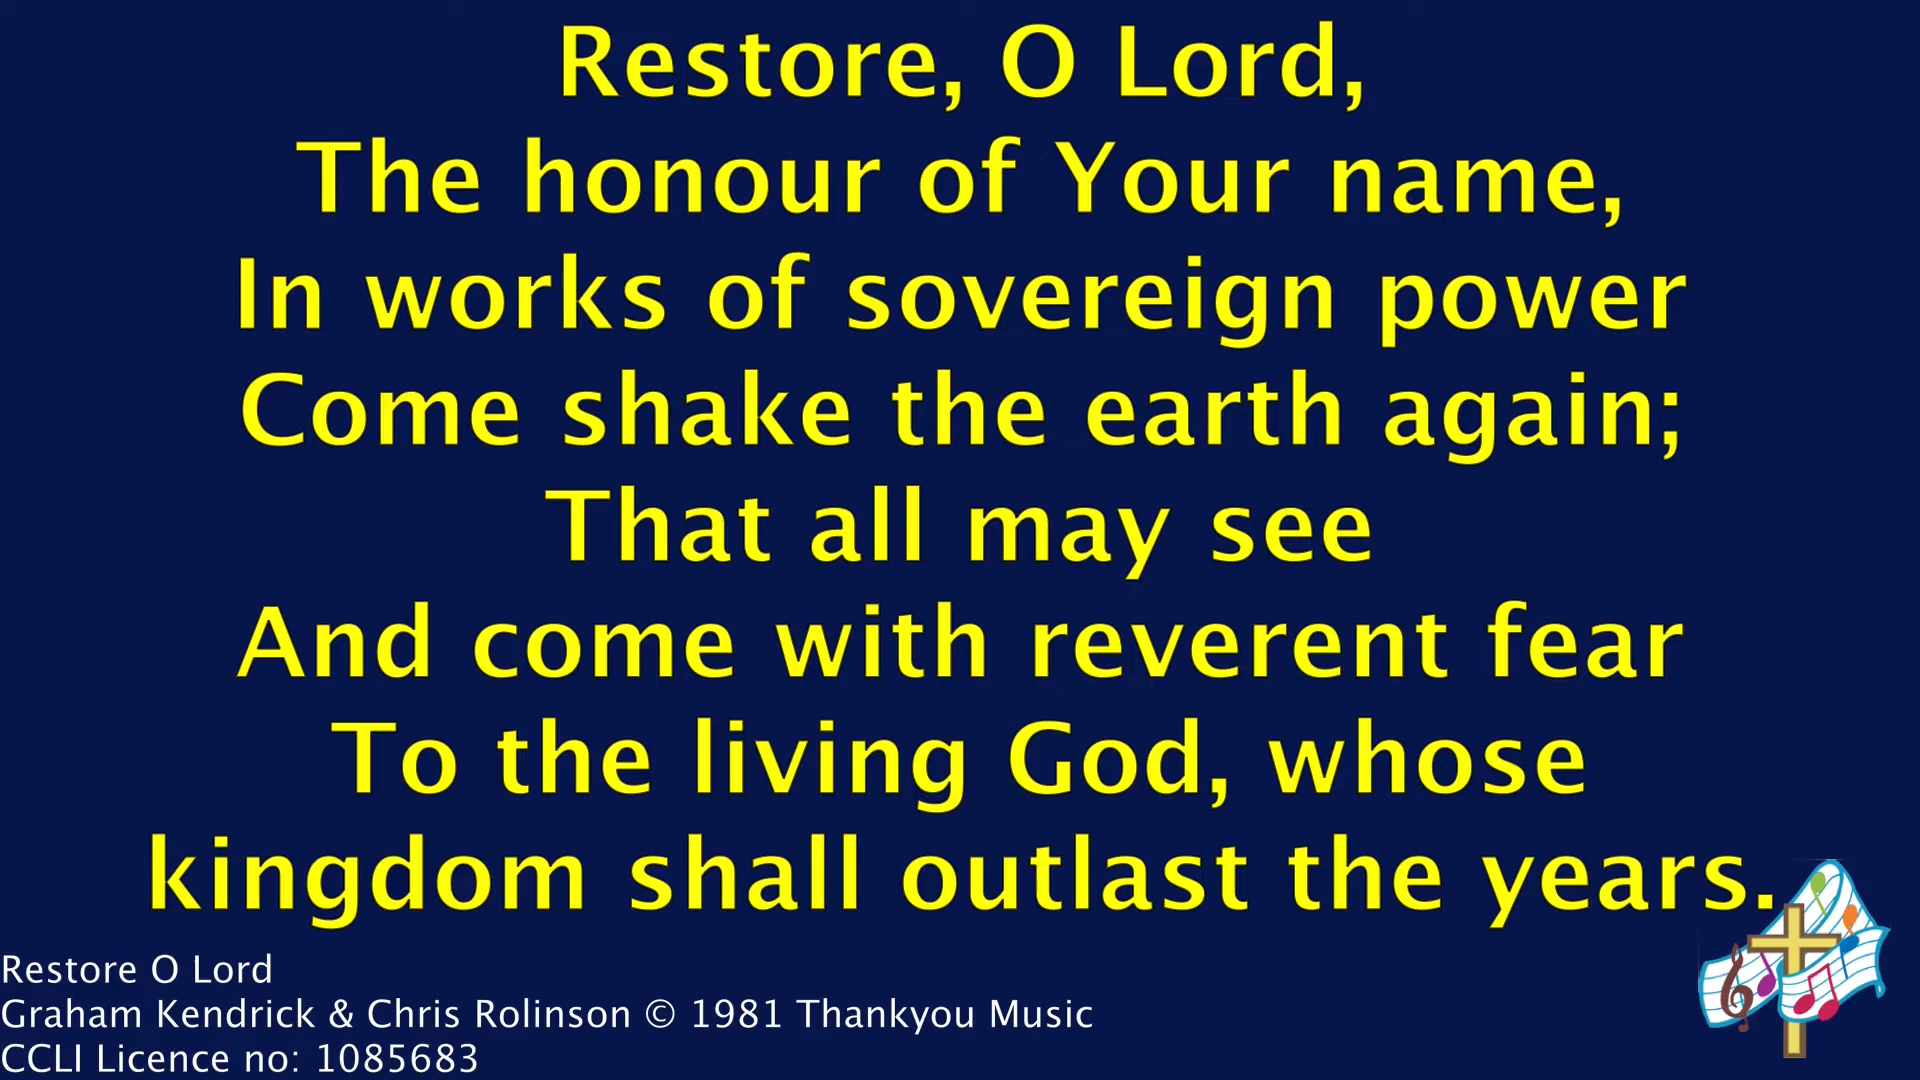 Restore, O Lord,
The honour of Your name,
In works of sovereign power
Come shake the earth again;
That all may see
And come with reverent fear
To the living God, whose
kingdom shall outlast the years.
Restore O Lord
Graham Kendrick & Chris Rolinson © 1981 Thankyou Music
CCLI Licence no: 1085683